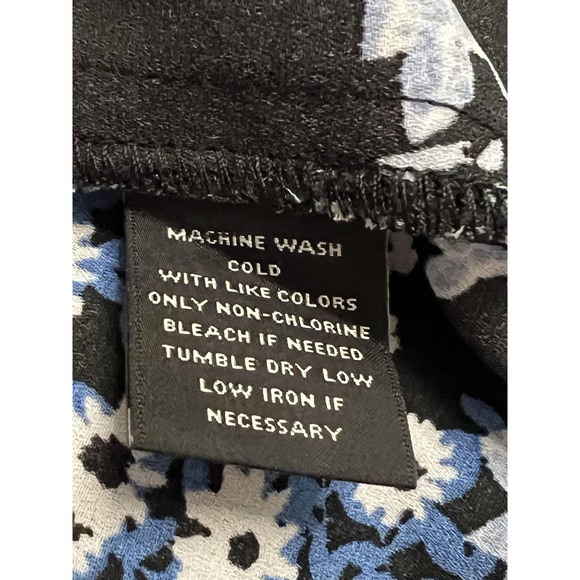 MACHINE WASH
COLD
WITH LIKE COLORS
ONLY NON-CHLORINE
BLEACH IF NEEDED
TUMBLE DRY LOW
LOW IRON IF
NECESSARY